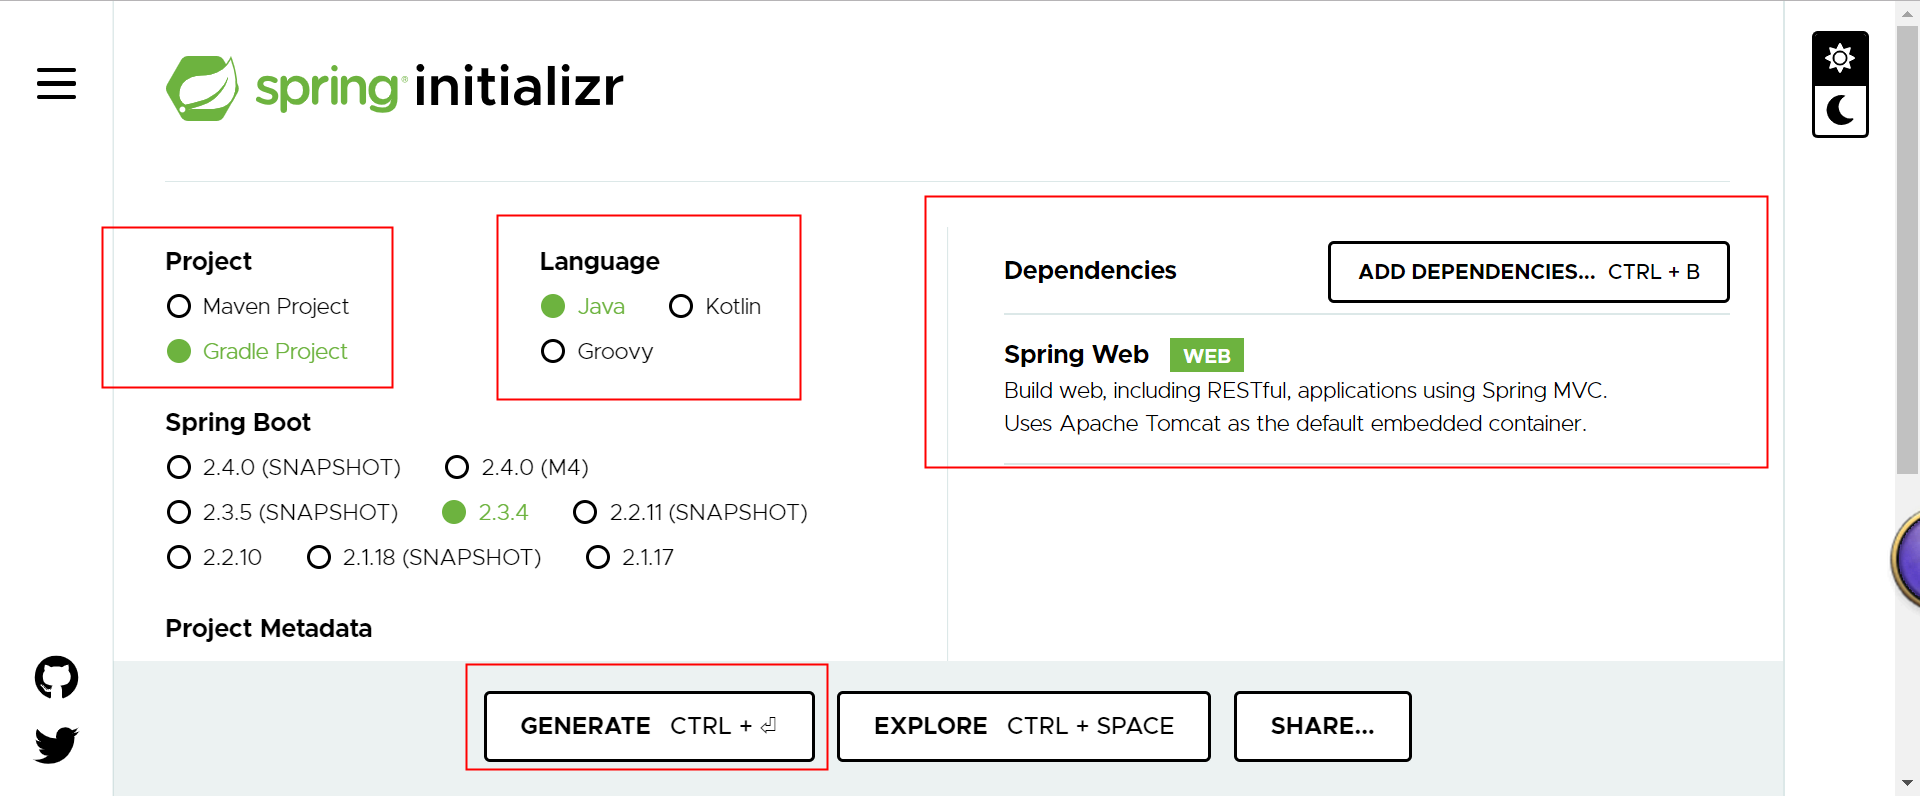 spring initializr
Project
Maven Project
Gradle Project
Language
Java Kotlin
Groovy
Spring Boot
2.4.0 (SNAPSHOT) 2.4.0 (M4)
2.3.5 (SNAPSHOT) 2.3.4 2.2.11 (SNAPSHOT)
2.2.10 2.1.18 (SNAPSHOT) 2.1.17
Project Metadata
Dependencies
ADD DEPENDENCIES... CTRL + B
Spring Web WEB
Build web, including RESTful, applications using Spring MVC.
Uses Apache Tomcat as the default embedded container.
GENERATE CTRL + ⏎
EXPLORE CTRL + SPACE
SHARE...